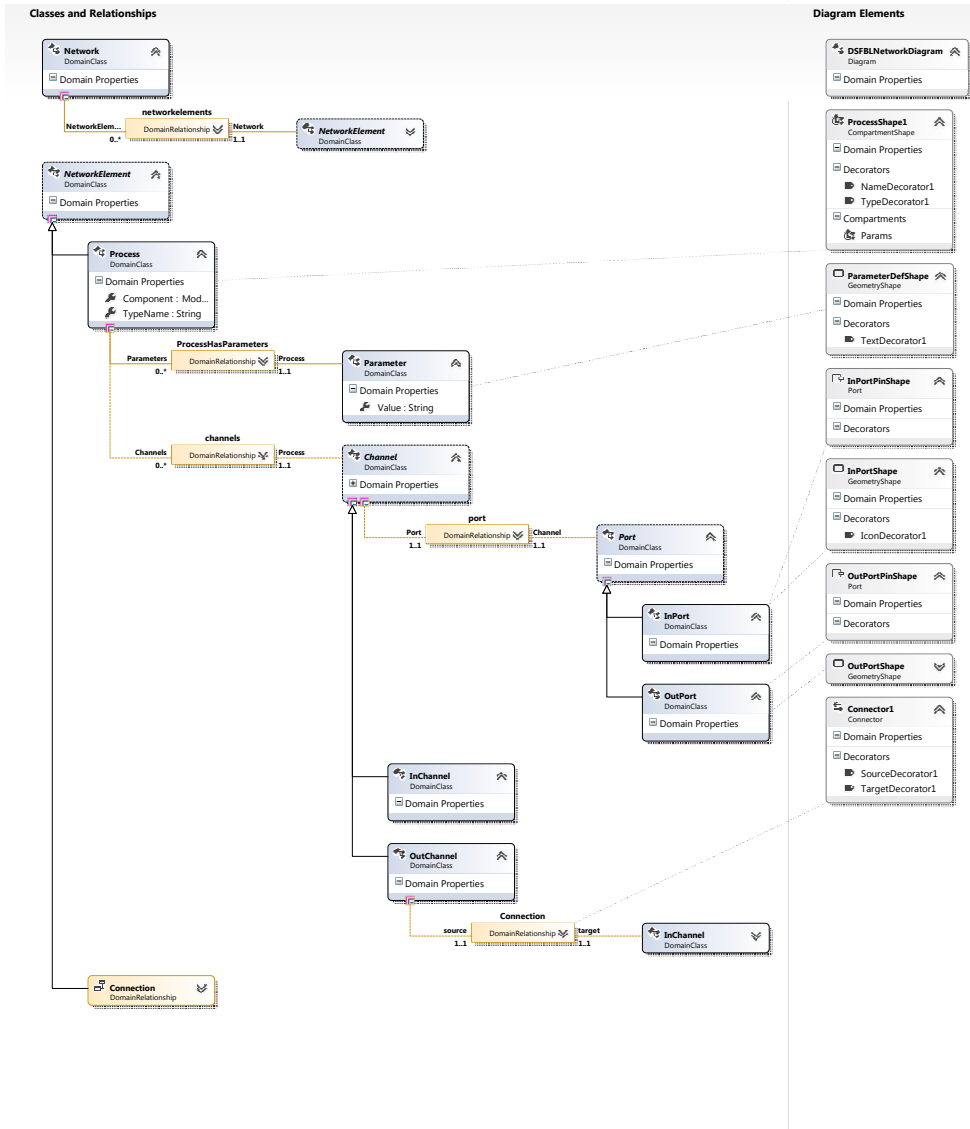 Classes and Relationships
Network
DomainClass
Domain Properties
networkelements
NetworkElem...
0..*
DomainRelationship
Network
1..1
NetworkElement
DomainClass
NetworkElement
DomainClass
Domain Properties
Process
DomainClass
Domain Properties
Component : Mod...
TypeName : String
ProcessHasParameters
Parameters
0..*
DomainRelationship
Process
1..1
Parameter
DomainClass
Domain Properties
Value : String
channels
Channels
0..*
DomainRelationship
Process
1..1
Channel
DomainClass
Domain Properties
port
Port
1..1
DomainRelationship
Channel
1..1
Port
DomainClass
Domain Properties
InPort
DomainClass
Domain Properties
OutPort
DomainClass
Domain Properties
InChannel
DomainClass
Domain Properties
OutChannel
DomainClass
Domain Properties
Connection
source
1..1
DomainRelationship
target
1..1
InChannel
DomainClass
Connection
DomainRelationship
Diagram Elements
DSFBLNetworkDiagram
Diagram
Domain Properties
ProcessShape1
CompartmentShape
Domain Properties
Decorators
NameDecorator1
TypeDecorator1
Compartments
Params
ParameterDefShape
GeometryShape
Domain Properties
Decorators
TextDecorator1
InPortPinShape
Port
Domain Properties
Decorators
InPortShape
GeometryShape
Domain Properties
Decorators
IconDecorator1
OutPortPinShape
Port
Domain Properties
Decorators
OutPortShape
GeometryShape
Connector1
Connector
Domain Properties
Decorators
SourceDecorator1
TargetDecorator1